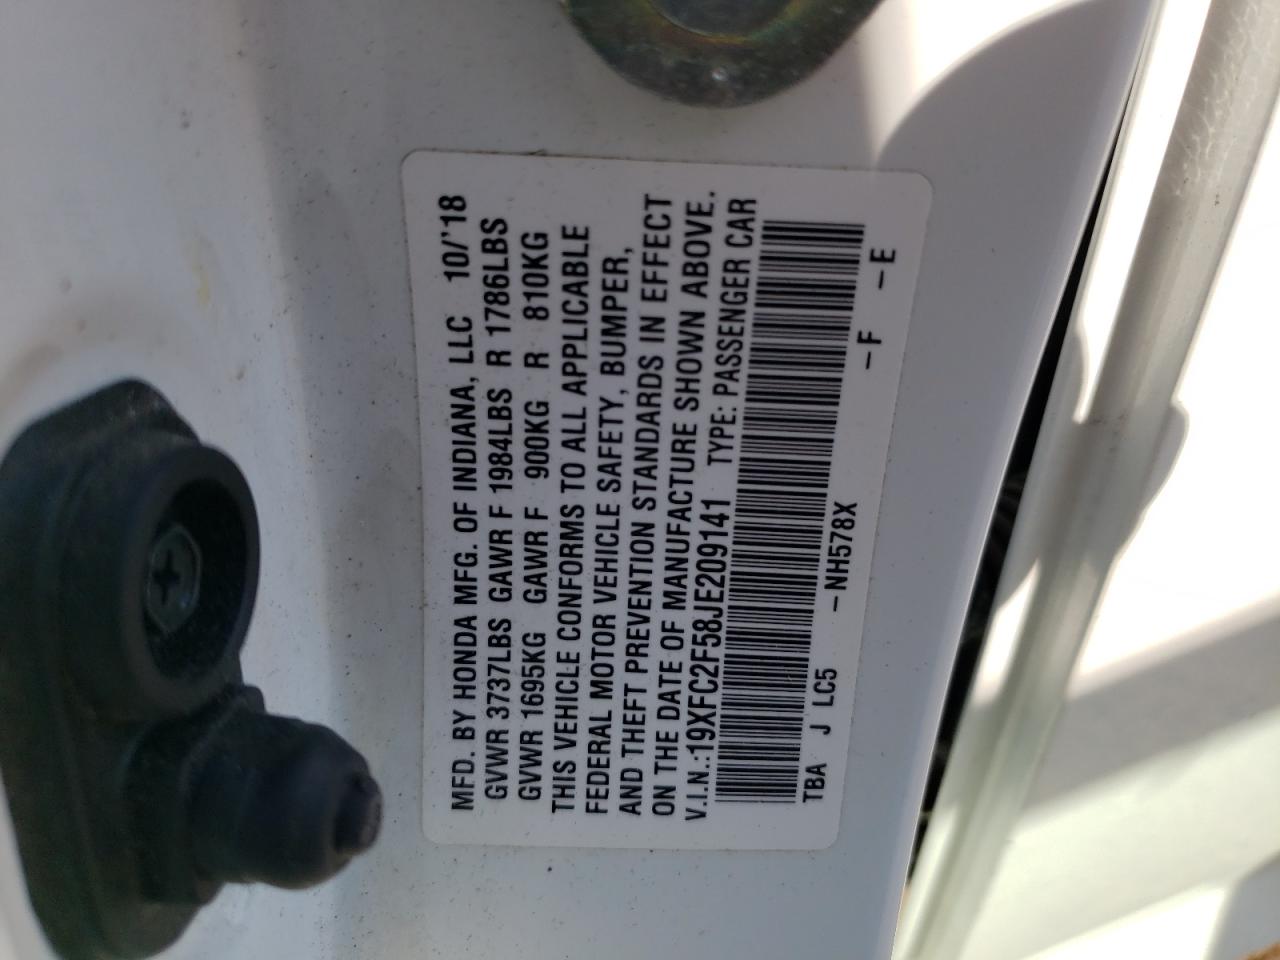 MFD. BY HONDA MFG. OF INDIANA, LLC 10/'18
GVWR 3737LBS GAWR F 1984LBS R 1786LBS
GVWR 1695KG GAWR F 900KG R 810KG
THIS VEHICLE CONFORMS TO ALL APPLICABLE
FEDERAL MOTOR VEHICLE SAFETY, BUMPER,
AND THEFT PREVENTION STANDARDS IN EFFECT
ON THE DATE OF MANUFACTURE SHOWN ABOVE.
V.I.N.:19XFC2F58JE209141 TYPE: PASSENGER CAR
TBA J LC5 -NH578X -F -E